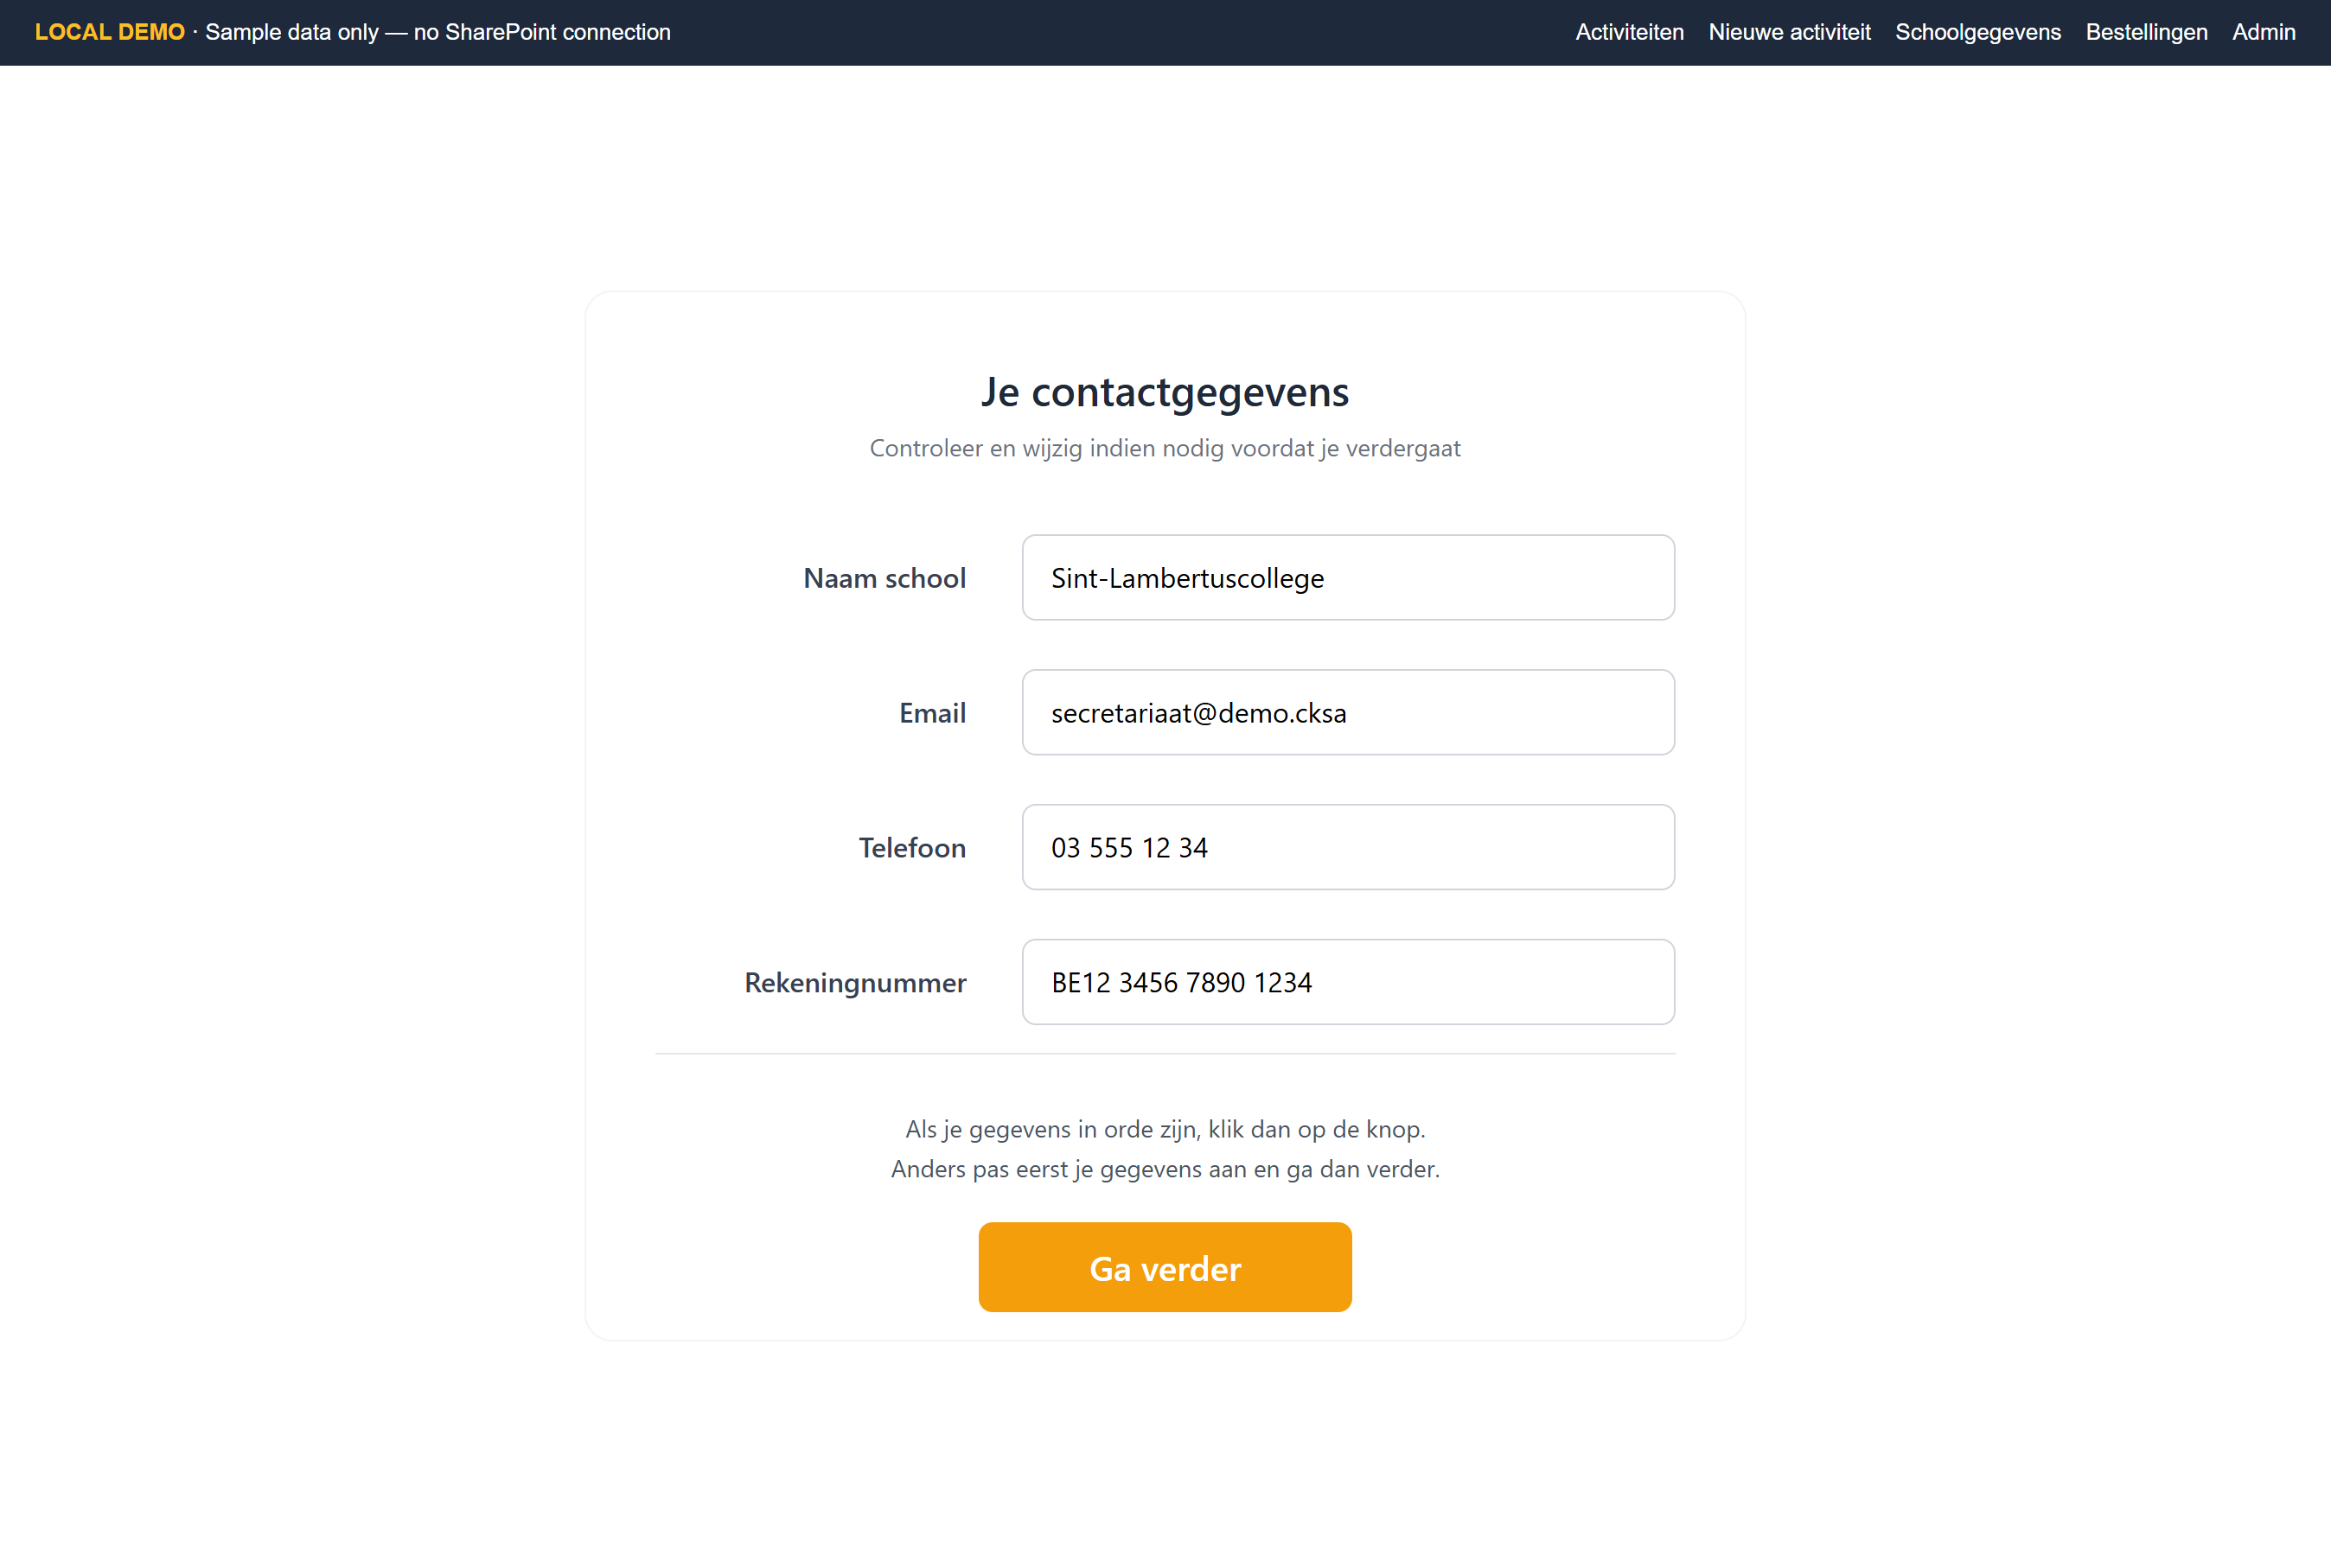 LOCAL DEMO · Sample data only — no SharePoint connection
Activiteiten Nieuwe activiteit Schoolgegevens Bestellingen Admin
Je contactgegevens
Controleer en wijzig indien nodig voordat je verdergaat
Naam school Sint-Lambertuscollege
Email secretariaat@demo.cksa
Telefoon 03 555 12 34
Rekeningnummer BE12 3456 7890 1234
Als je gegevens in orde zijn, klik dan op de knop.
Anders pas eerst je gegevens aan en ga dan verder.
Ga verder